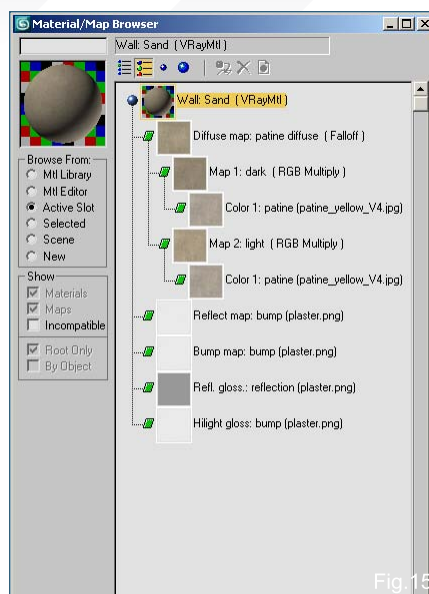 Material/Map Browser
Wall: Sand ( VRayMtl )
Wall: Sand ( VRayMtl )
Diffuse map: patine diffuse ( Falloff )
Map 1: dark ( RGB Multiply )
Color 1: patine (patine_yellow_V4.jpg)
Map 2: light ( RGB Multiply )
Color 1: patine (patine_yellow_V4.jpg)
Reflect map: bump (plaster.png)
Bump map: bump (plaster.png)
Refl. gloss.: reflection (plaster.png)
Hilight gloss: bump (plaster.png)
Browse From:
Mtl Library
Mtl Editor
Active Slot
Selected
Scene
New
Show
Materials
Maps
Incompatible
Root Only
By Object
Fig.15